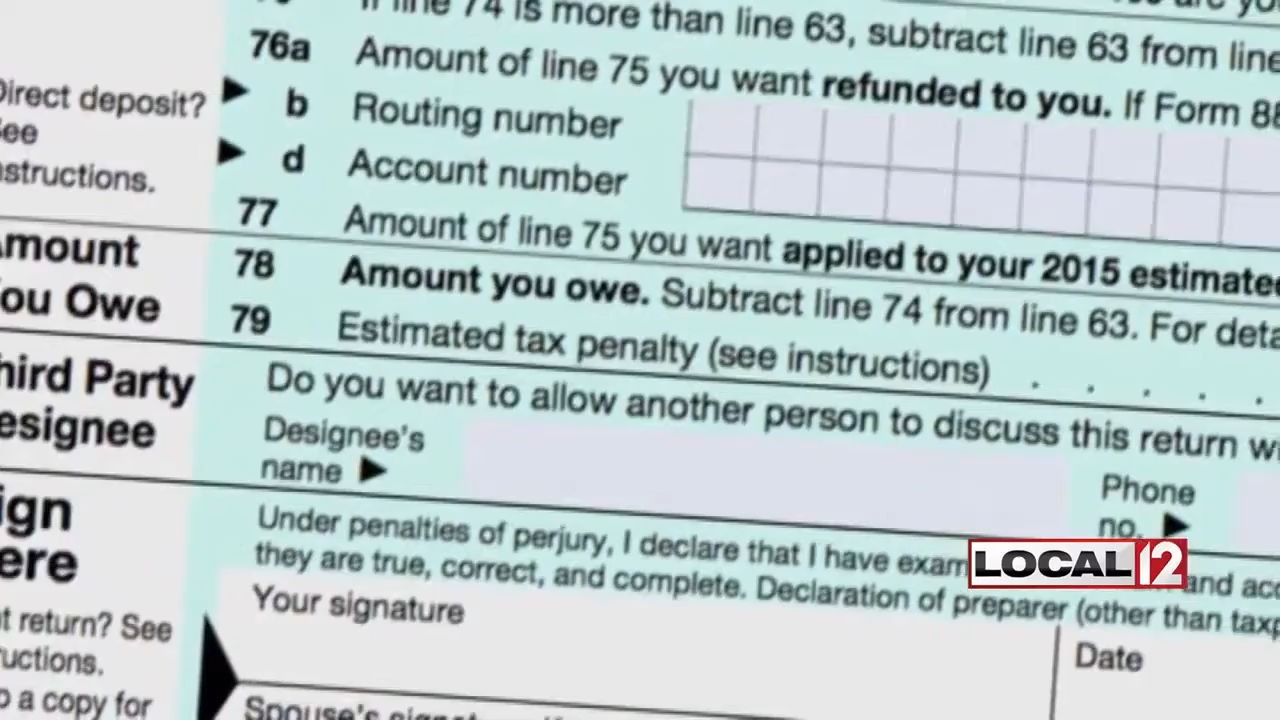 If line 74 is more than line 63, subtract line 63 from line
76a Amount of line 75 you want refunded to you. If Form 88
Direct deposit?
See
instructions.
b Routing number
d Account number
77 Amount of line 75 you want applied to your 2015 estimated
Amount
You Owe
78 Amount you owe. Subtract line 74 from line 63. For deta
79 Estimated tax penalty (see instructions)
Third Party
Designee
Do you want to allow another person to discuss this return wi
Designee's
name
Phone
no.
Sign
Here
Under penalties of perjury, I declare that I have exam and acc
they are true, correct, and complete. Declaration of preparer (other than taxp
Your signature
Date
t return? See
ructions.
a copy for
Spouse's signature
LOCAL 12